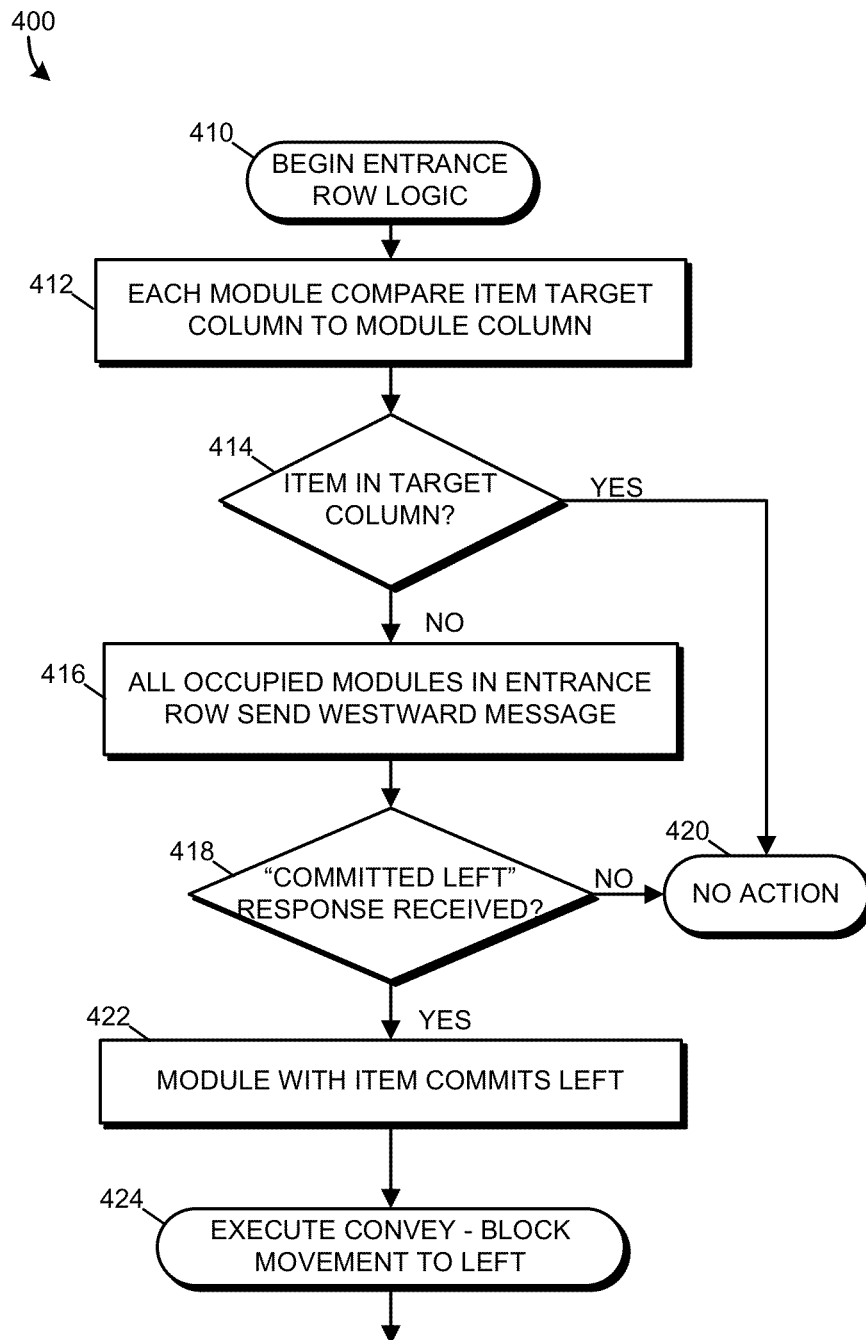 400
410
BEGIN ENTRANCE
ROW LOGIC
412
EACH MODULE COMPARE ITEM TARGET
COLUMN TO MODULE COLUMN
414
ITEM IN TARGET
COLUMN?
YES
NO
416
ALL OCCUPIED MODULES IN ENTRANCE
ROW SEND WESTWARD MESSAGE
418
“COMMITTED LEFT”
RESPONSE RECEIVED?
NO
420
NO ACTION
YES
422
MODULE WITH ITEM COMMITS LEFT
424
EXECUTE CONVEY - BLOCK
MOVEMENT TO LEFT